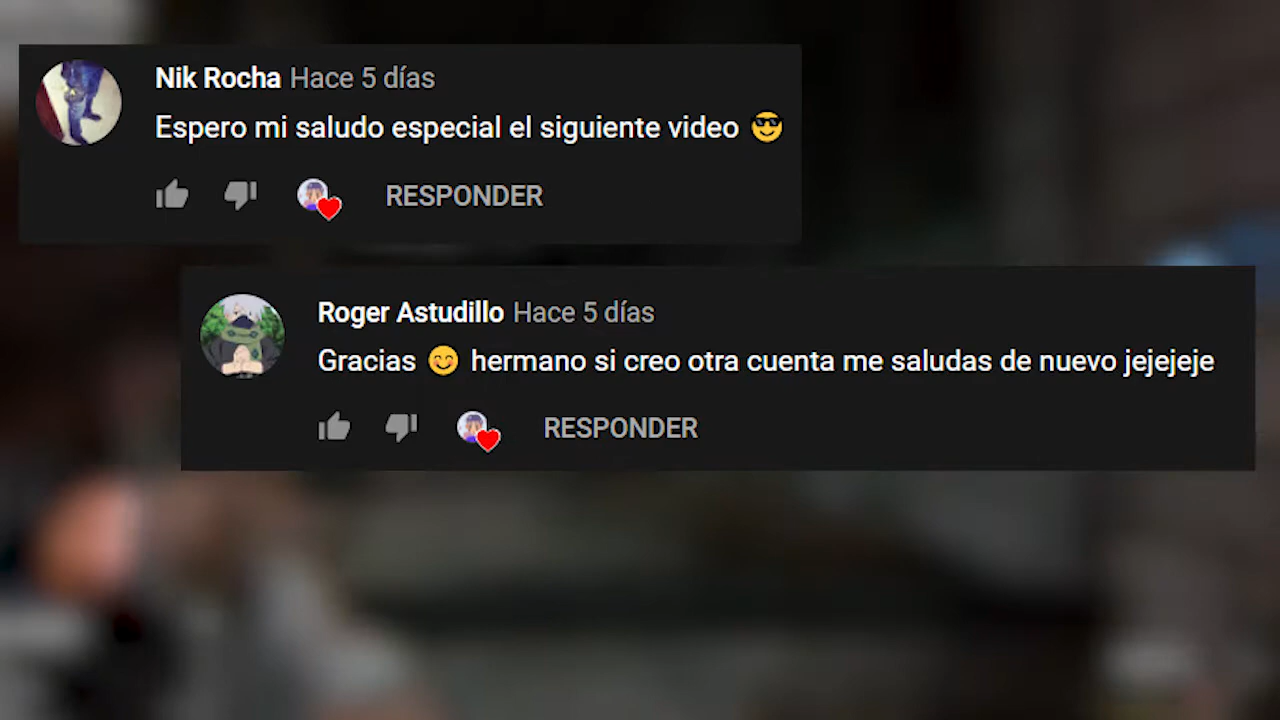 Nik Rocha Hace 5 días
Espero mi saludo especial el siguiente video 😎
RESPONDER
Roger Astudillo Hace 5 días
Gracias 😊 hermano si creo otra cuenta me saludas de nuevo jejejeje
RESPONDER